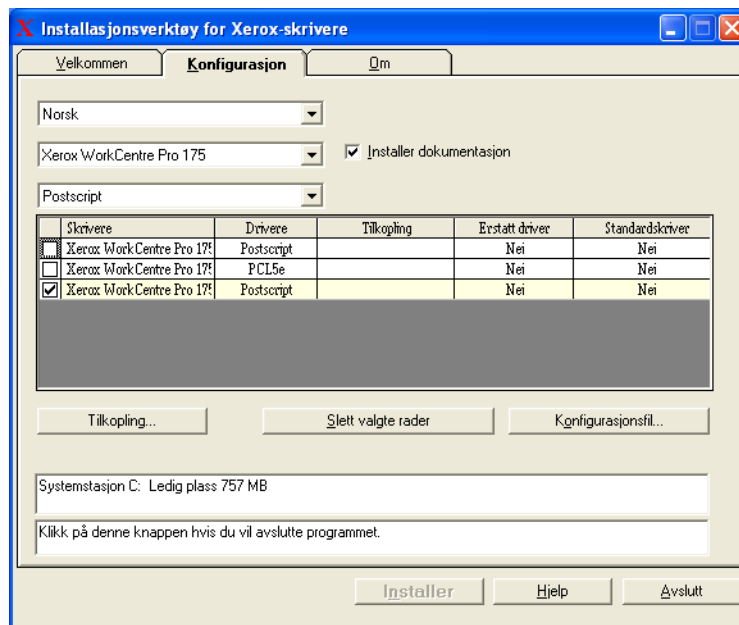 X Installasjonsverktøy for Xerox-skrivere
Velkommen Konfigurasjon Om
Norsk
Xerox WorkCentre Pro 175 Installer dokumentasjon
Postscript
Skrivere Drivere Tilkopling Erstatt driver Standardskriver
Xerox WorkCentre Pro 175 Postscript Nei Nei
Xerox WorkCentre Pro 175 PCL5e Nei Nei
Xerox WorkCentre Pro 175 Postscript Nei Nei
Tilkopling... Slett valgte rader Konfigurasjonsfil...
Systemstasjon C: Ledig plass 757 MB
Klikk på denne knappen hvis du vil avslutte programmet.
Installer Hjelp Avslutt